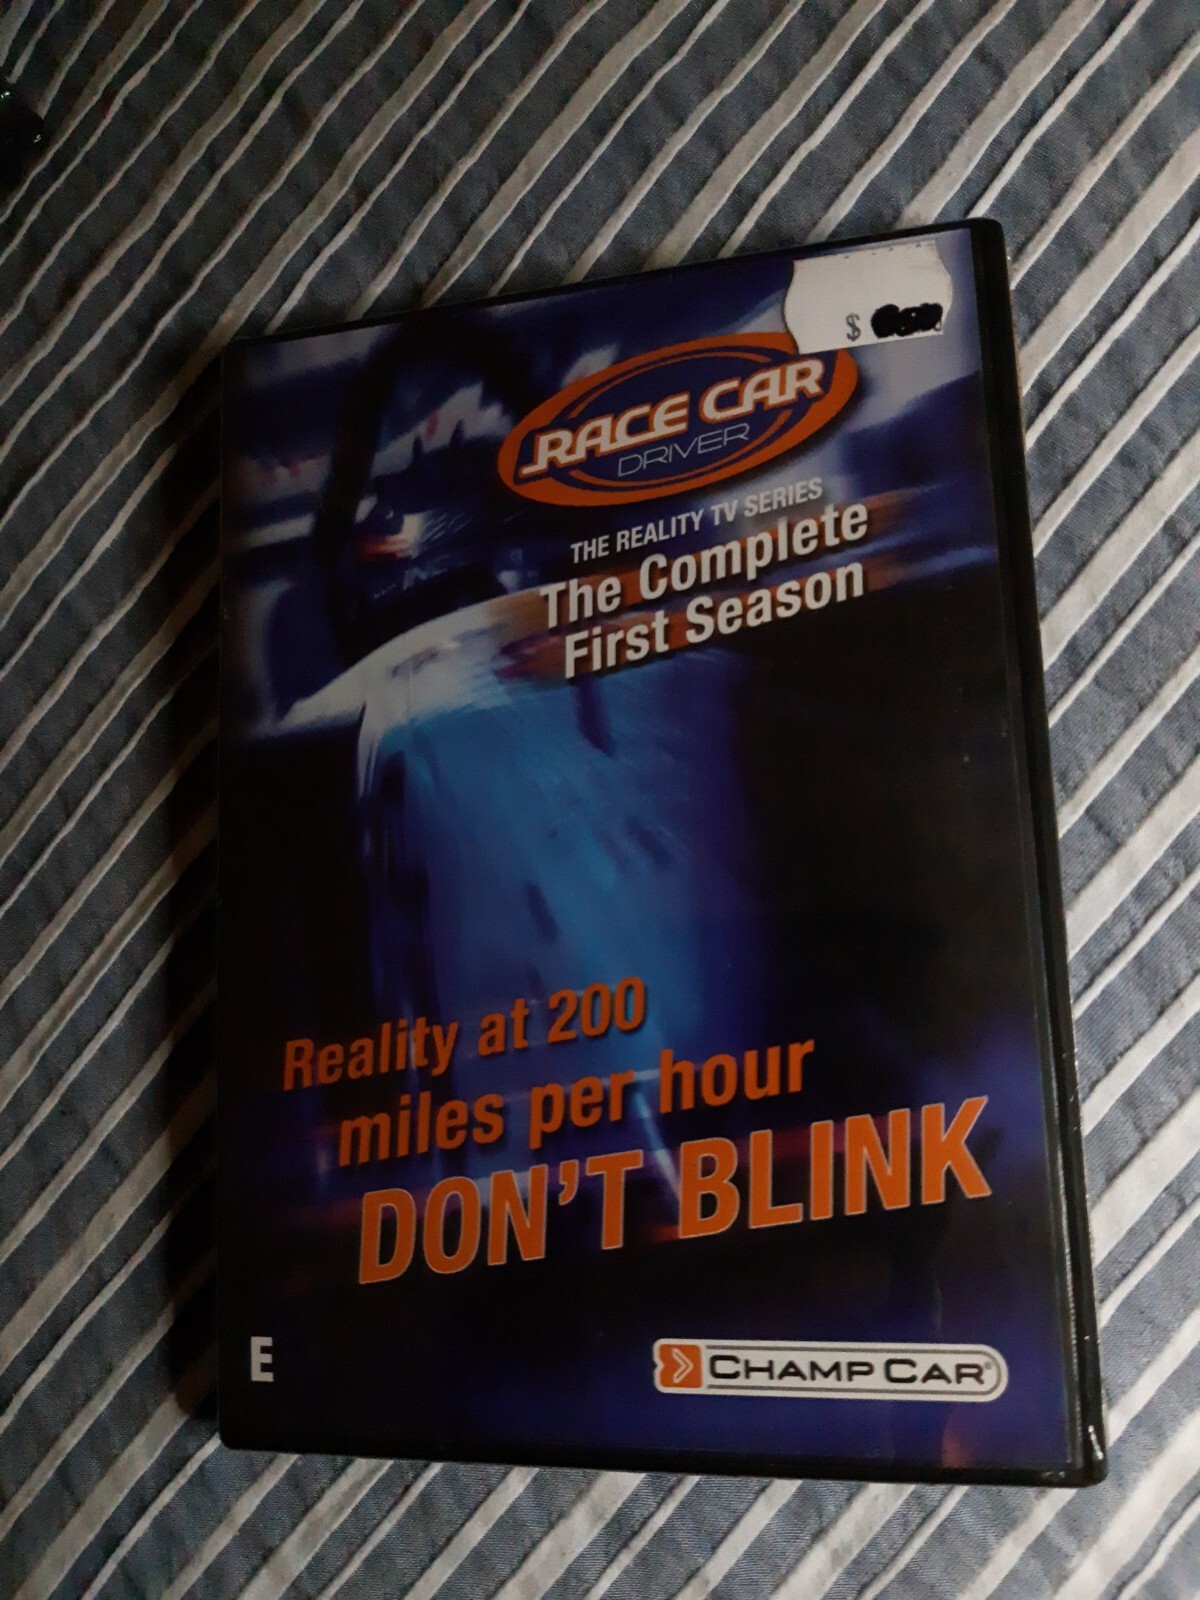 $
RACE CAR
DRIVER
THE REALITY TV SERIES
The Complete
First Season
Reality at 200
miles per hour
DON'T BLINK
E
CHAMP CAR®